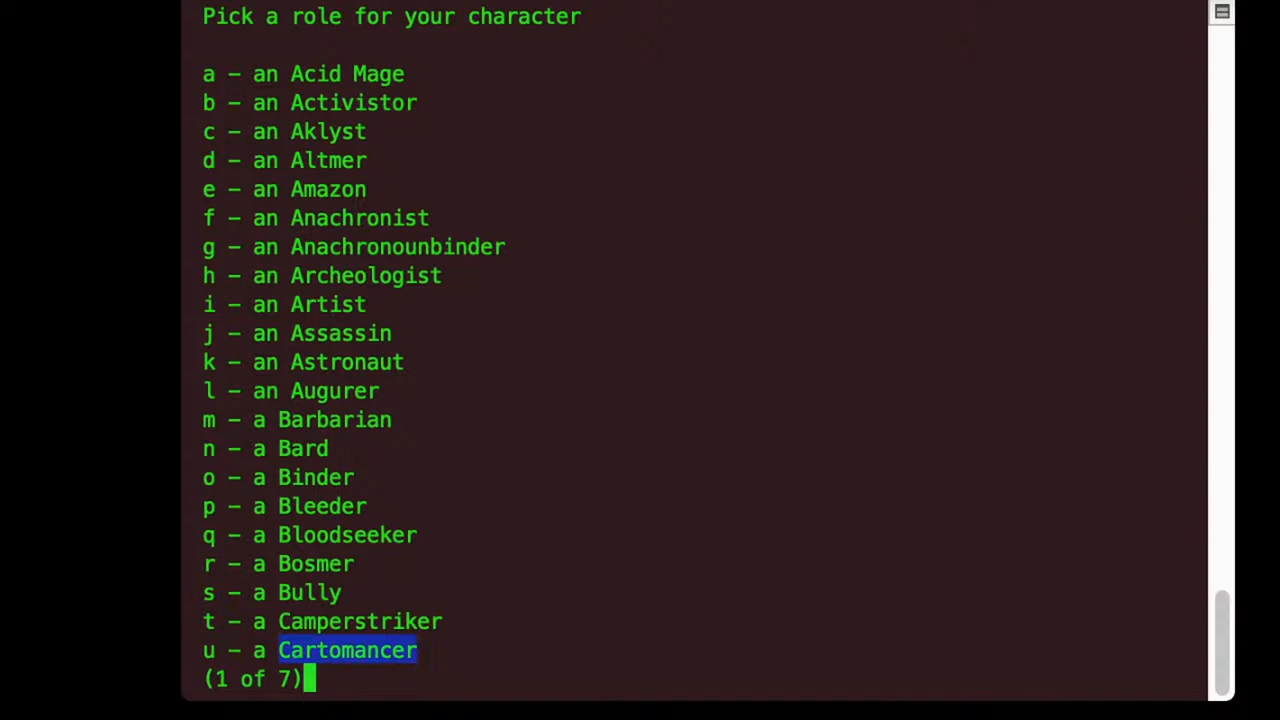 Pick a role for your character
a - an Acid Mage
b - an Activistor
c - an Aklyst
d - an Altmer
e - an Amazon
f - an Anachronist
g - an Anachronounbinder
h - an Archeologist
i - an Artist
j - an Assassin
k - an Astronaut
l - an Augurer
m - a Barbarian
n - a Bard
o - a Binder
p - a Bleeder
q - a Bloodseeker
r - a Bosmer
s - a Bully
t - a Camperstriker
u - a Cartomancer
(1 of 7)